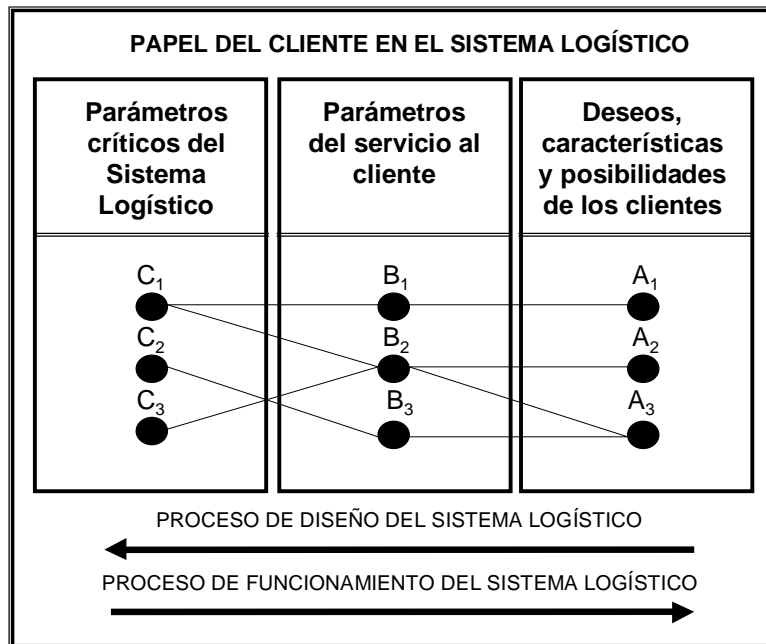 PAPEL DEL CLIENTE EN EL SISTEMA LOGÍSTICO
Parámetros
críticos del
Sistema
Logístico
Parámetros
del servicio al
cliente
Deseos,
característícas
y posibilidades
de los clientes
C1
B1
A1
C2
B2
A2
C3
B3
A3
PROCESO DE DISEÑO DEL SISTEMA LOGÍSTICO
PROCESO DE FUNCIONAMIENTO DEL SISTEMA LOGÍSTICO